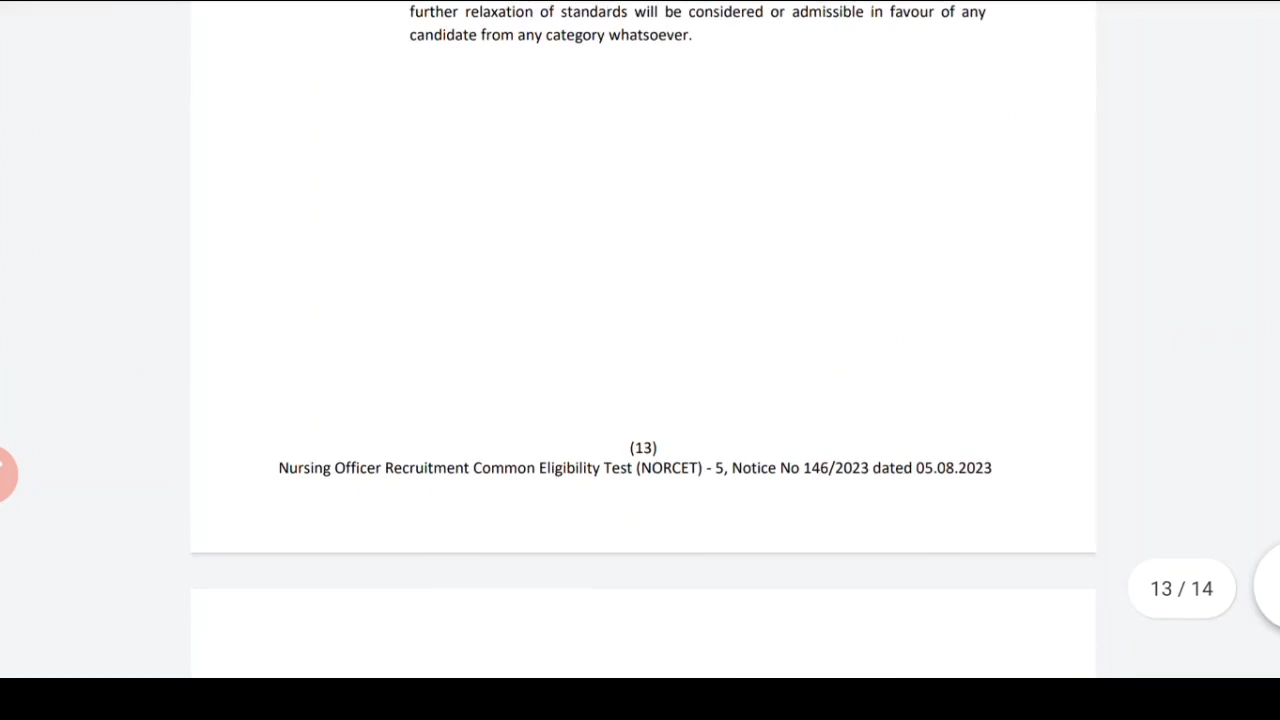 further relaxation of standards will be considered or admissible in favour of any
candidate from any category whatsoever.
(13)
Nursing Officer Recruitment Common Eligibility Test (NORCET) - 5, Notice No 146/2023 dated 05.08.2023
13 / 14